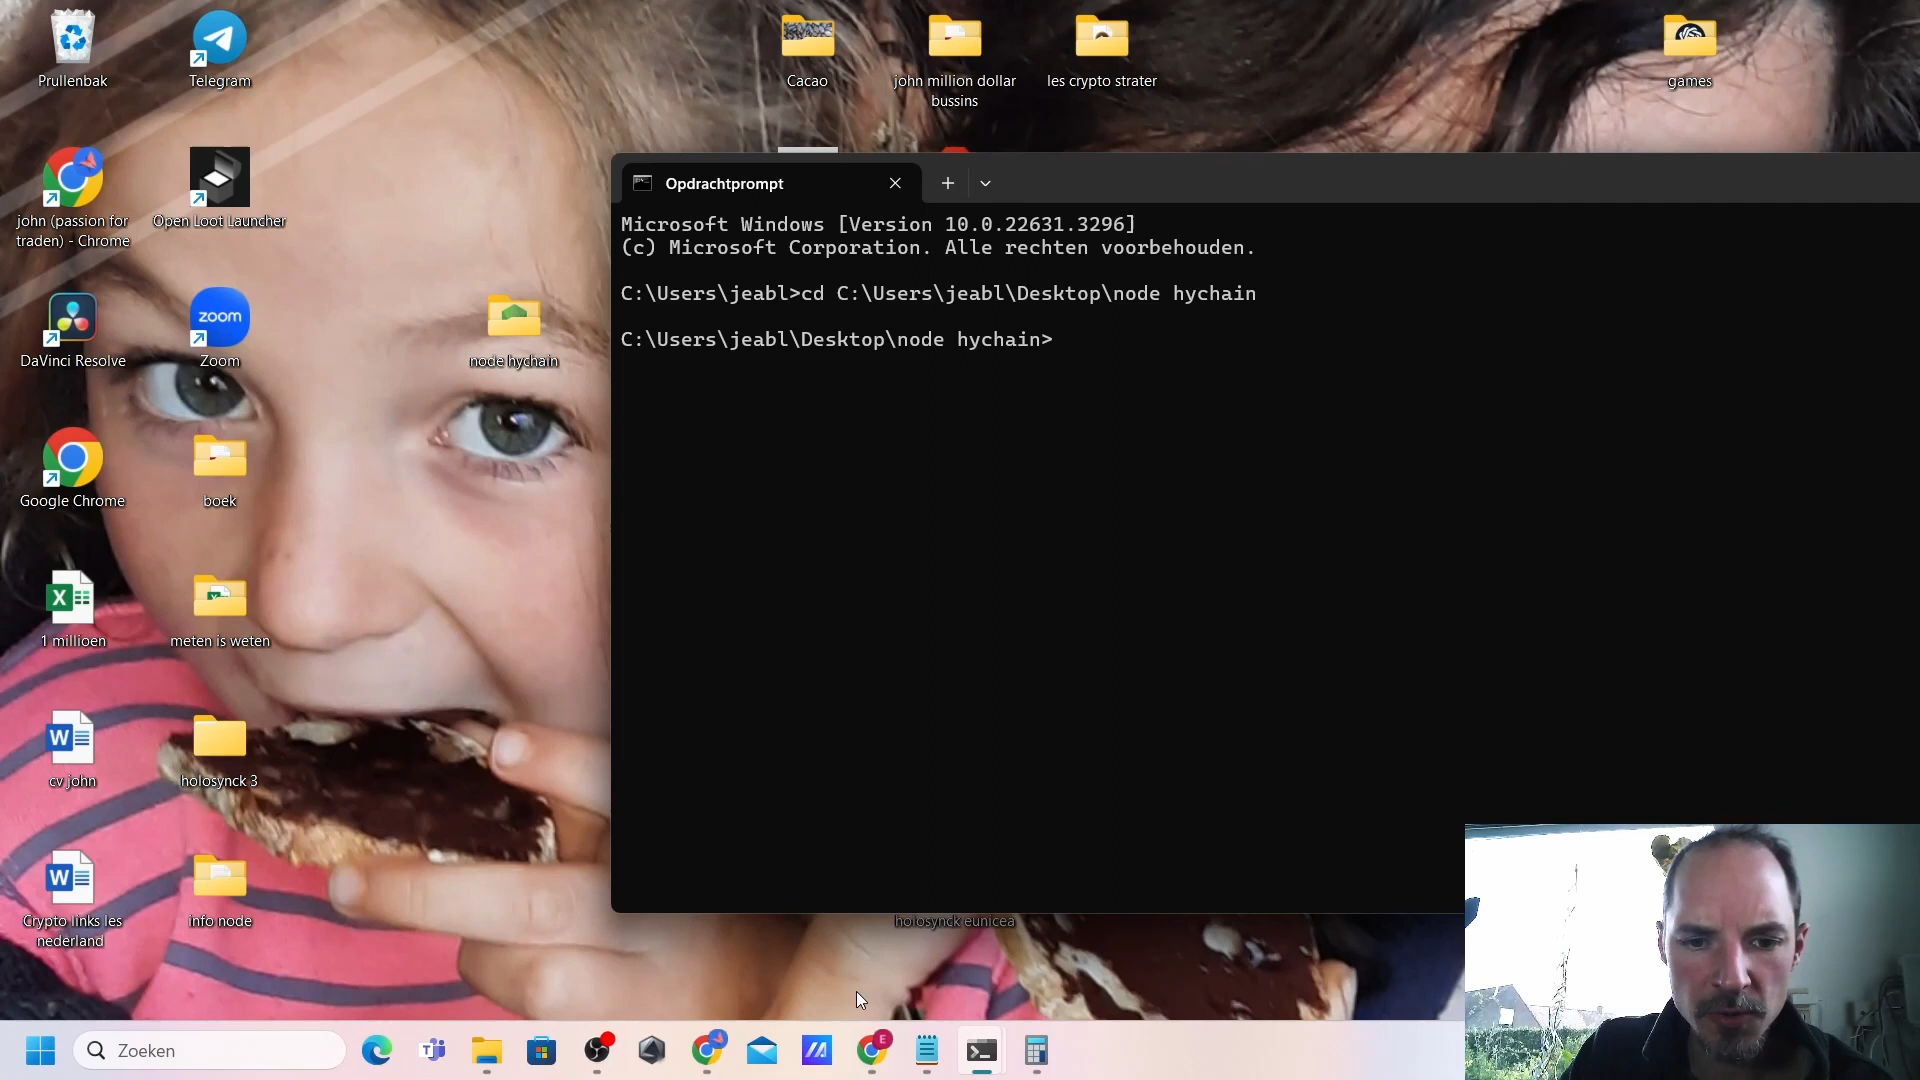 Prullenbak
Telegram
Cacao
john million dollar
bussins
les crypto strater
games
john (passion for
traden) - Chrome
Open Loot Launcher
Opdrachtprompt
Microsoft Windows [Version 10.0.22631.3296]
(c) Microsoft Corporation. Alle rechten voorbehouden.
C:\Users\jeabl>cd C:\Users\jeabl\Desktop\node hychain
C:\Users\jeabl\Desktop\node hychain>
DaVinci Resolve
zoom
Zoom
node hychain
Google Chrome
boek
1 millioen
meten is weten
cv john
holosynck 3
Crypto links les
nederland
info node
holosynck eunicea
Zoeken
E